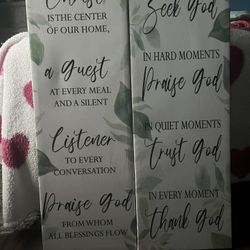 Christ
IS THE CENTER
OF OUR HOME,
a guest
AT EVERY MEAL
AND A SILENT
Listener
TO EVERY
CONVERSATION
Praise God
FROM WHOM
ALL BLESSINGS FLOW
Seek God
IN HARD MOMENTS
Praise God
IN QUIET MOMENTS
trust God
IN EVERY MOMENT
thank God